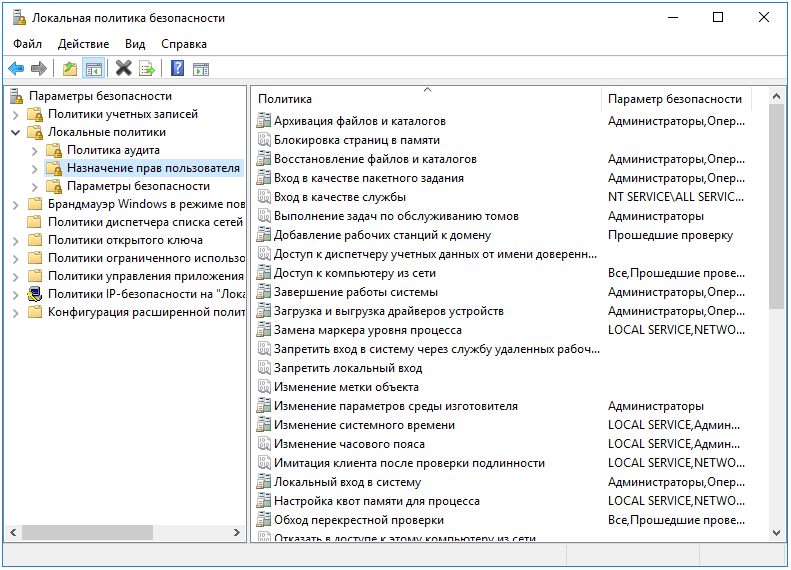 Локальная политика безопасности
Файл Действие Вид Справка
Параметры безопасности
Политики учетных записей
Локальные политики
Политика аудита
Назначение прав пользователя
Параметры безопасности
Брандмауэр Windows в режиме пов
Политики диспетчера списка сетей
Политики открытого ключа
Политики ограниченного использо
Политики управления приложения
Политики IP-безопасности на "Лока
Конфигурация расширенной полит
Политика Параметр безопасности
Архивация файлов и каталогов Администраторы,Опер...
Блокировка страниц в памяти
Восстановление файлов и каталогов Администраторы,Опер...
Вход в качестве пакетного задания Администраторы,Опер...
Вход в качестве службы NT SERVICE\ALL SERVIC...
Выполнение задач по обслуживанию томов Администраторы
Добавление рабочих станций к домену Прошедшие проверку
Доступ к диспетчеру учетных данных от имени доверенн...
Доступ к компьютеру из сети Все,Прошедшие прове...
Завершение работы системы Администраторы,Опер...
Загрузка и выгрузка драйверов устройств Администраторы,Опер...
Замена маркера уровня процесса LOCAL SERVICE,NETWO...
Запретить вход в систему через службу удаленных рабоч...
Запретить локальный вход
Изменение метки объекта
Изменение параметров среды изготовителя Администраторы
Изменение системного времени LOCAL SERVICE,Админ...
Изменение часового пояса LOCAL SERVICE,Админ...
Имитация клиента после проверки подлинности LOCAL SERVICE,NETWO...
Локальный вход в систему Администраторы,Опер...
Настройка квот памяти для процесса LOCAL SERVICE,NETWO...
Обход перекрестной проверки Все,Прошедшие прове...
Отказать в доступе к этому компьютеру из сети